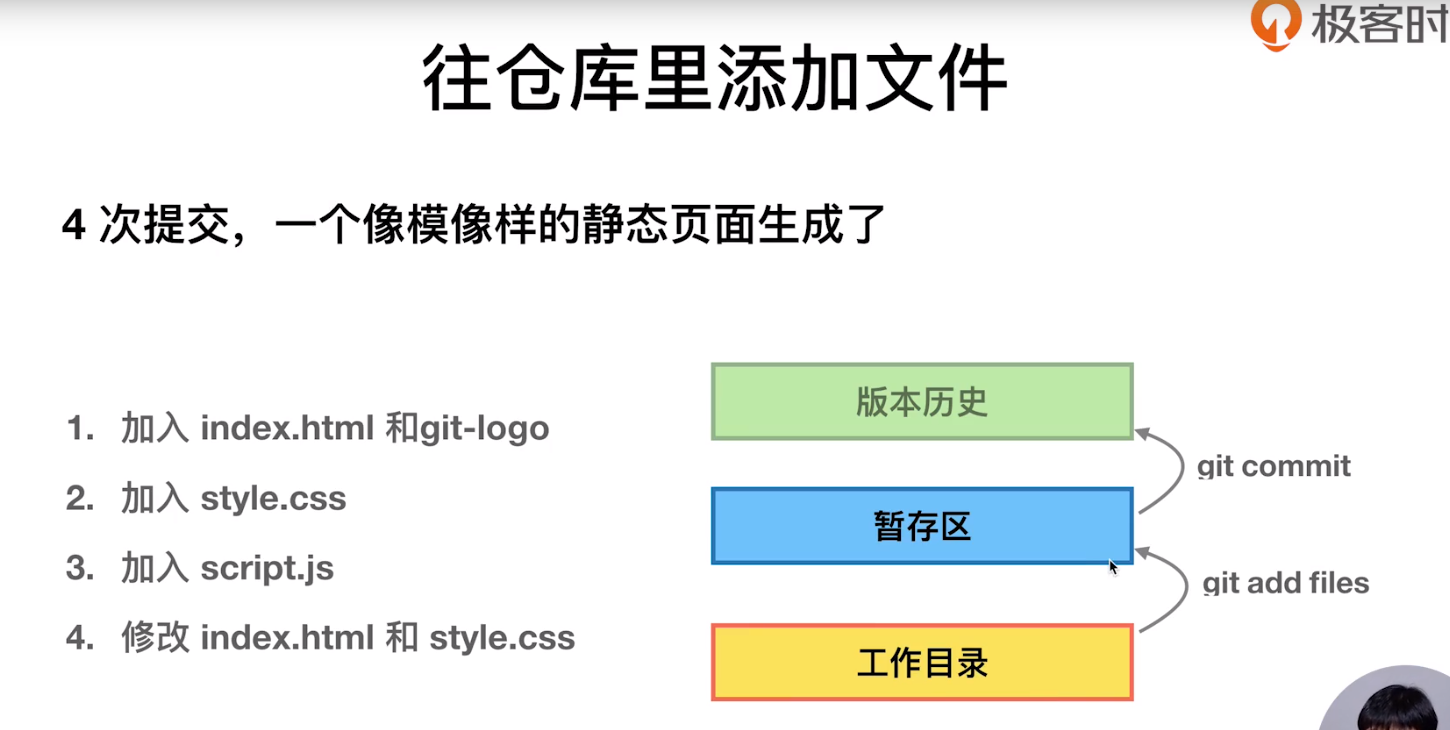 极客时
往仓库里添加文件
4 次提交，一个像模像样的静态页面生成了
1. 加入 index.html 和git-logo
2. 加入 style.css
3. 加入 script.js
4. 修改 index.html 和 style.css
版本历史
git commit
暂存区
git add files
工作目录